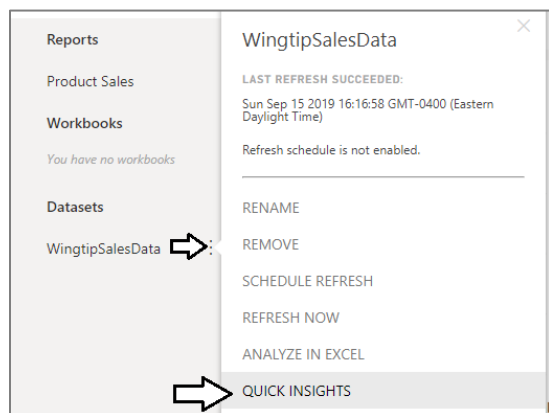 Reports
Product Sales
Workbooks
You have no workbooks
Datasets
WingtipSalesData
WingtipSalesData
LAST REFRESH SUCCEEDED:
Sun Sep 15 2019 16:16:58 GMT-0400 (Eastern
Daylight Time)
Refresh schedule is not enabled.
RENAME
REMOVE
SCHEDULE REFRESH
REFRESH NOW
ANALYZE IN EXCEL
QUICK INSIGHTS